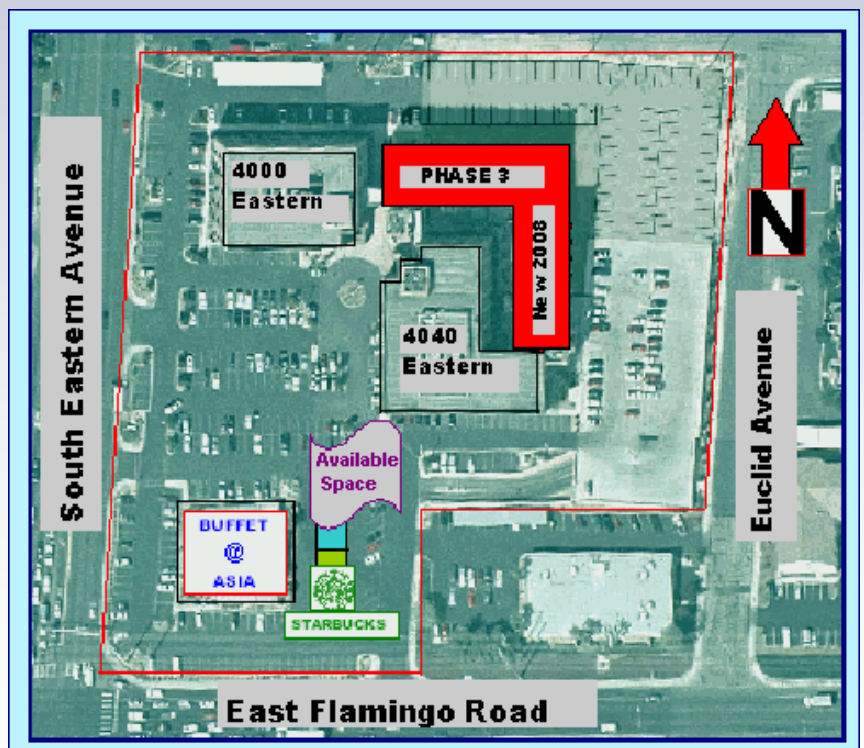 4000
Eastern
PHASE 3
New 2008
4040
Eastern
South Eastern Avenue
N
Euclid Avenue
Available
Space
BUFFET
@
ASIA
STARBUCKS
East Flamingo Road